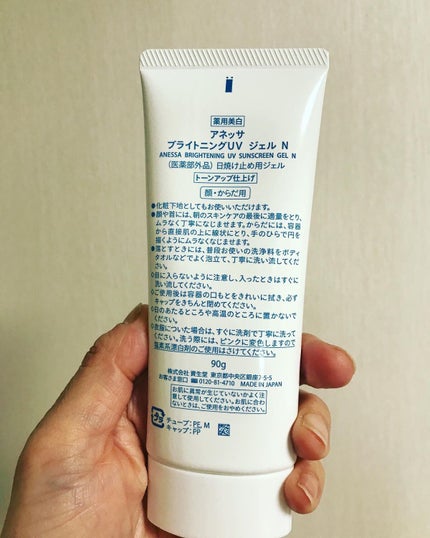 薬用美白
アネッサ
ブライトニングUV ジェル N
ANESSA BRIGHTENING UV SUNSCREEN GEL N
(医薬部外品) 日焼け止め用ジェル
トーンアップ仕上げ
顔・からだ用
●化粧下地としてもお使いいただけます。
●顔や首には、朝のスキンケアの最後に適量をとり、
ムラなく丁寧になじませます。からだには、容器
から直接肌の上に線状にとり、手のひらで円を
描くようにムラなくなじませます。
●落とすときには、普段お使いの洗浄料をボディ
タオルなどでよく泡立て、丁寧に洗い流してくだ
さい。
○目に入らないように注意し、入ったときはすぐに
洗い流してください。
○ご使用後は容器の口もとをきれいに拭き、必ず
キャップをきちんと閉めてください。
○日のあたるところや高温のところに置かないで
ください。
○衣服についた場合は、すぐに洗剤で丁寧に洗って
ください。洗う際には、ピンクに変色しますので
塩素系漂白剤のご使用はさけてください。
90g
株式会社 資生堂 東京都中央区銀座7-5-5
お客さま窓口 0120-81-4710 MADE IN JAPAN
お肌に異常が生じていないかよく注
意して使用してください。お肌に合
わないときは、ご使用をおやめください。
チューブ:PE, M
キャップ:PP